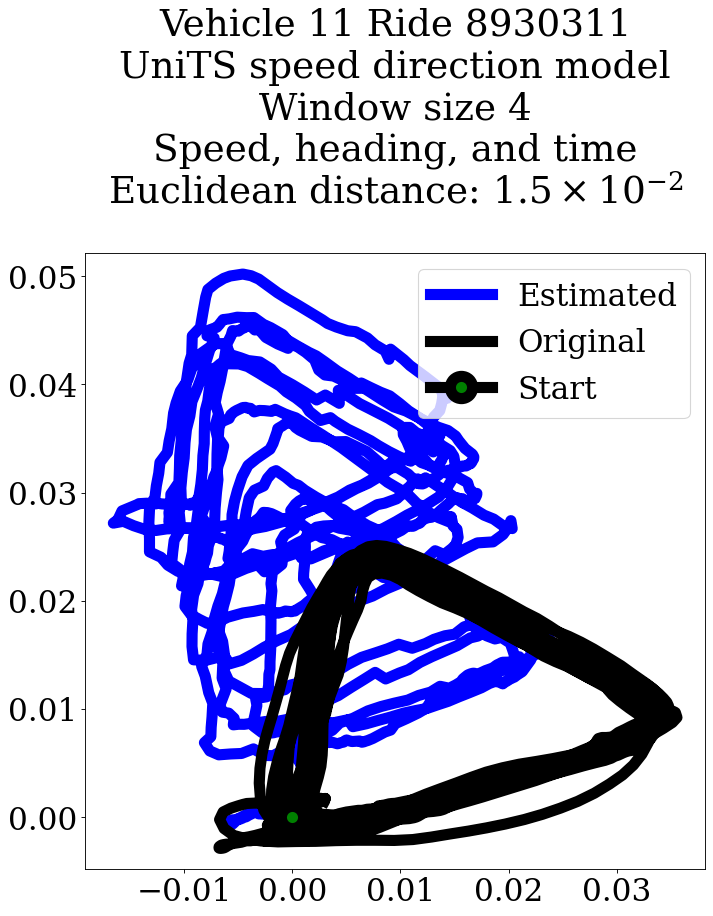 Vehicle 11 Ride 8930311
UniTS speed direction model
Window size 4
Speed, heading, and time
Euclidean distance: 1.5 × 10⁻²
Estimated
Original
Start
0.05
0.04
0.03
0.02
0.01
0.00
−0.01 0.00 0.01 0.02 0.03